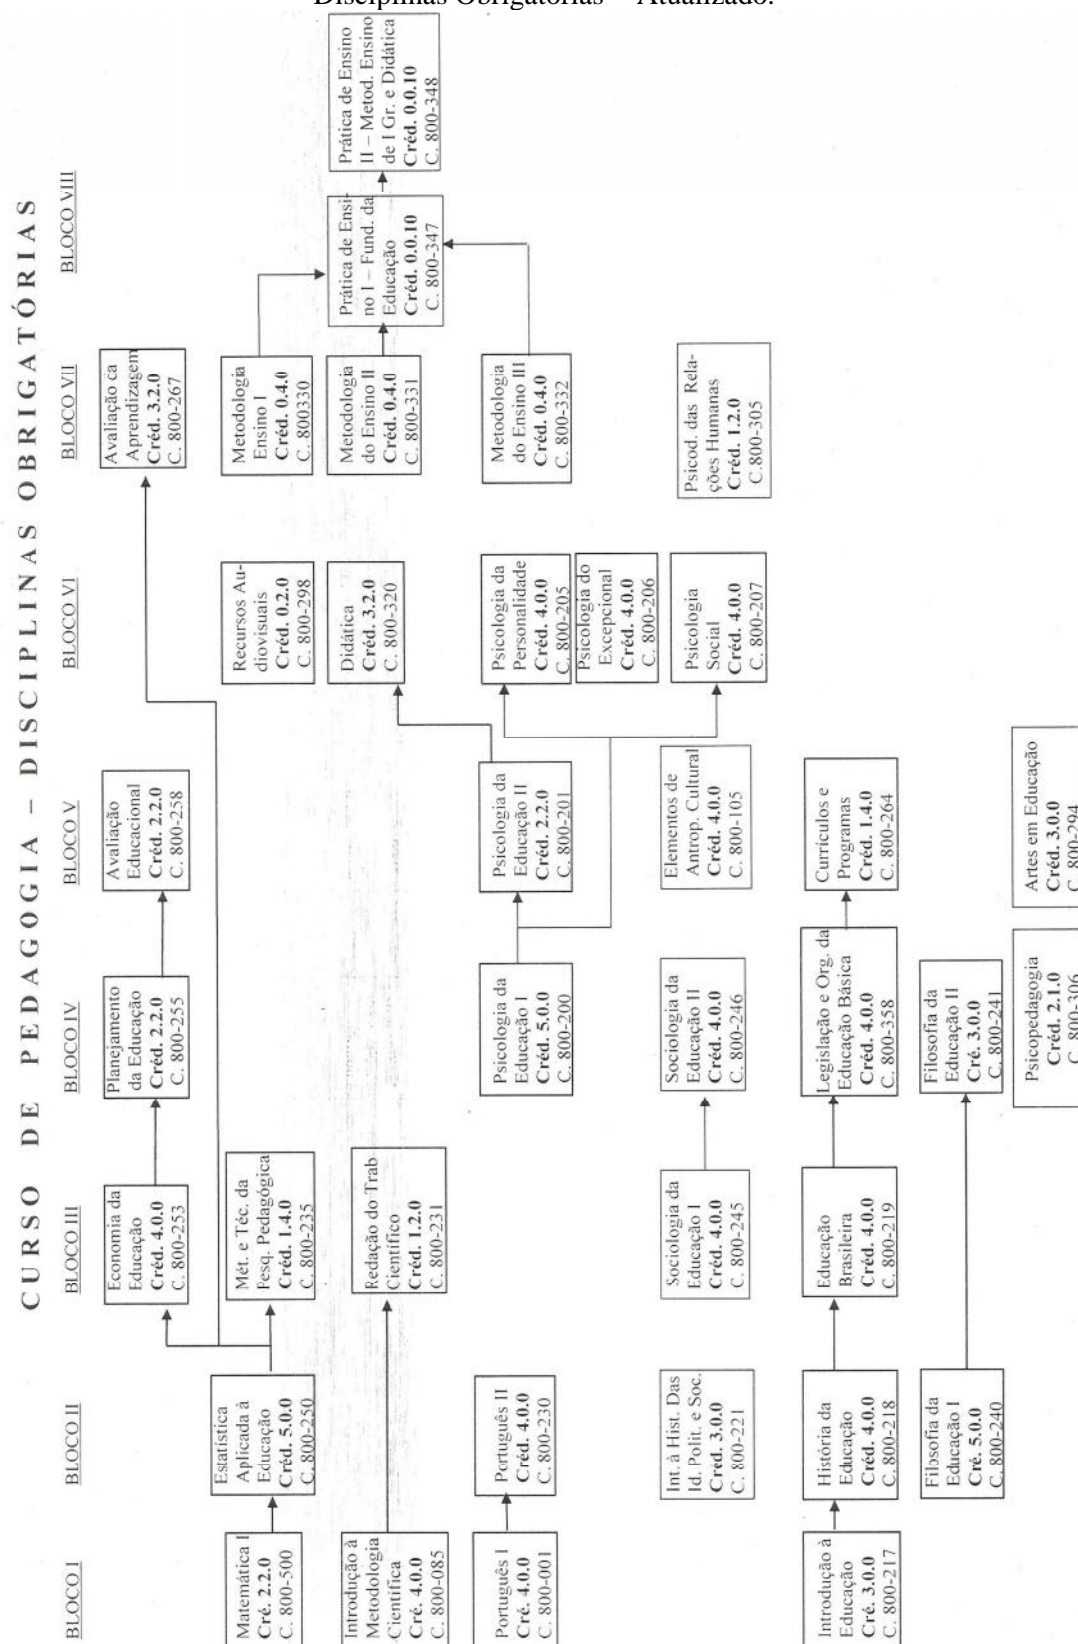 Disciplinas Obrigatórias – Atualizado.
CURSO DE PEDAGOGIA – DISCIPLINAS OBRIGATÓRIAS
BLOCO I
Matemática I
Cré. 2.2.0
C. 800-500
Introdução à
Metodologia
Científica
Cré. 4.0.0
C. 800-085
Português I
Cré. 4.0.0
C. 800-001
Introdução à
Educação
Cré. 3.0.0
C. 800-217
BLOCO II
Estatística
Aplicada à
Educação
Créd. 5.0.0
C. 800-250
Português II
Créd. 4.0.0
C. 800-230
Int. à Hist. Das
Id. Polit. e Soc.
Créd. 3.0.0
C. 800-221
História da
Educação
Créd. 4.0.0
C. 800-218
Filosofia da
Educação I
Cré. 5.0.0
C. 800-240
BLOCO III
Economia da
Educação
Créd. 4.0.0
C. 800-253
Mét. e Téc. da
Pesq. Pedagógica
Créd. 1.4.0
C. 800-235
Redação do Trab
Científico
Créd. 1.2.0
C. 800-231
Sociologia da
Educação I
Créd. 4.0.0
C. 800-245
Educação
Brasileira
Créd. 4.0.0
C. 800-219
BLOCO IV
Planejamento
da Educação
Créd. 2.2.0
C. 800-255
Psicologia da
Educação I
Créd. 5.0.0
C. 800-200
Sociologia da
Educação II
Créd. 4.0.0
C. 800-246
Legislação e Org. da
Educação Básica
Créd. 4.0.0
C. 800-358
Filosofia da
Educação II
Cré. 3.0.0
C. 800-241
Psicopedagogia
Créd. 2.1.0
C. 800-306
BLOCO V
Avaliação
Educacional
Créd. 2.2.0
C. 800-258
Psicologia da
Educação II
Créd. 2.2.0
C. 800-201
Elementos de
Antrop. Cultural
Créd. 4.0.0
C. 800-105
Currículos e
Programas
Créd. 1.4.0
C. 800-264
Artes em Educação
Créd. 3.0.0
C. 800-294
BLOCO VI
Recursos Au-
diovisuais
Créd. 0.2.0
C. 800-298
Didática
Créd. 3.2.0
C. 800-320
Psicologia da
Personalidade
Créd. 4.0.0
C. 800-205
Psicologia do
Excepcional
Créd. 4.0.0
C. 800-206
Psicologia
Social
Créd. 4.0.0
C. 800-207
BLOCO VII
Avaliação ca
Aprendizagem
Créd. 3.2.0
C. 800-267
Metodologia
Ensino I
Créd. 0.4.0
C. 800330
Metodologia
do Ensino II
Créd. 0.4.0
C. 800-331
Metodologia
do Ensino III
Créd. 0.4.0
C. 800-332
Psicod. das Rela-
ções Humanas
Créd. 1.2.0
C.800-305
BLOCO VIII
Prática de Ensi-
no I – Fund. da
Educação
Créd. 0.0.10
C. 800-347
Prática de Ensino
II – Metod. Ensino
de I Gr. e Didática
Créd. 0.0.10
C. 800-348